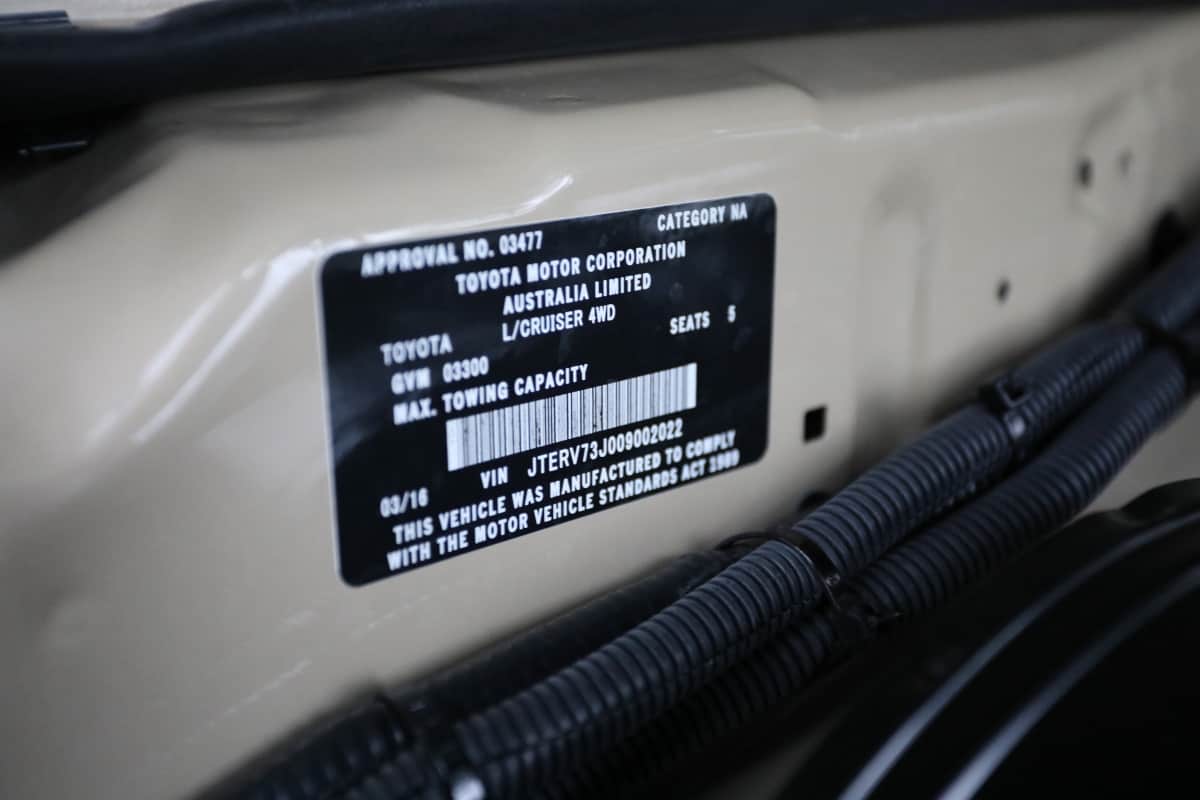 APPROVAL NO. 03477 CATEGORY NA
TOYOTA MOTOR CORPORATION
AUSTRALIA LIMITED
TOYOTA L/CRUISER 4WD
GVM 03300 SEATS 5
MAX. TOWING CAPACITY
VIN JTERV73J009002022
03/16
THIS VEHICLE WAS MANUFACTURED TO COMPLY
WITH THE MOTOR VEHICLE STANDARDS ACT 1989